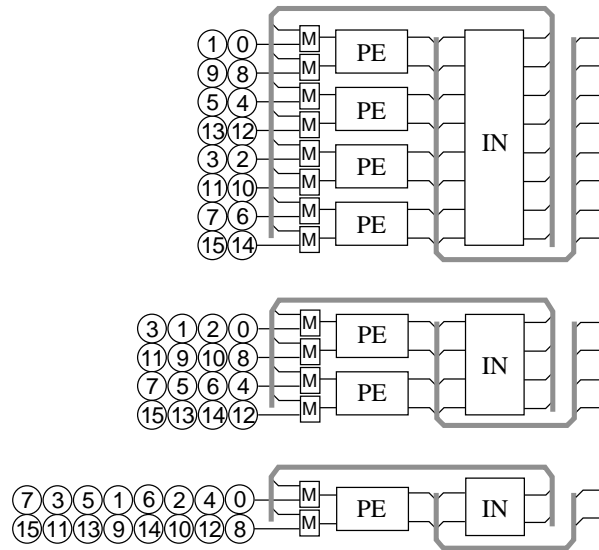 1 0 M PE
9 8 M
5 4 M PE
13 12 M IN
3 2 M PE
11 10 M
7 6 M PE
15 14 M
3 1 2 0 M PE
11 9 10 8 M IN
7 5 6 4 M PE
15 13 14 12 M
7 3 5 1 6 2 4 0 M PE IN
15 11 13 9 14 10 12 8 M